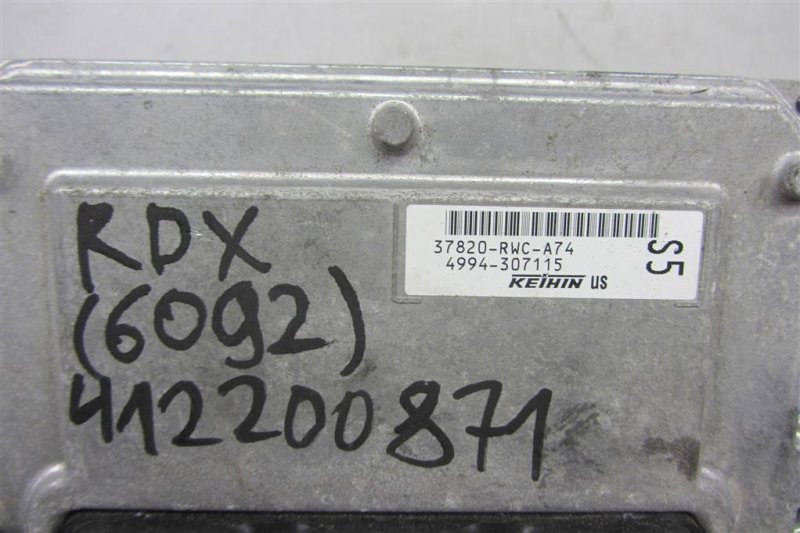 RDX
(6092)
412200871
37820-RWC-A74
4994-307115
KEIHIN US
S5